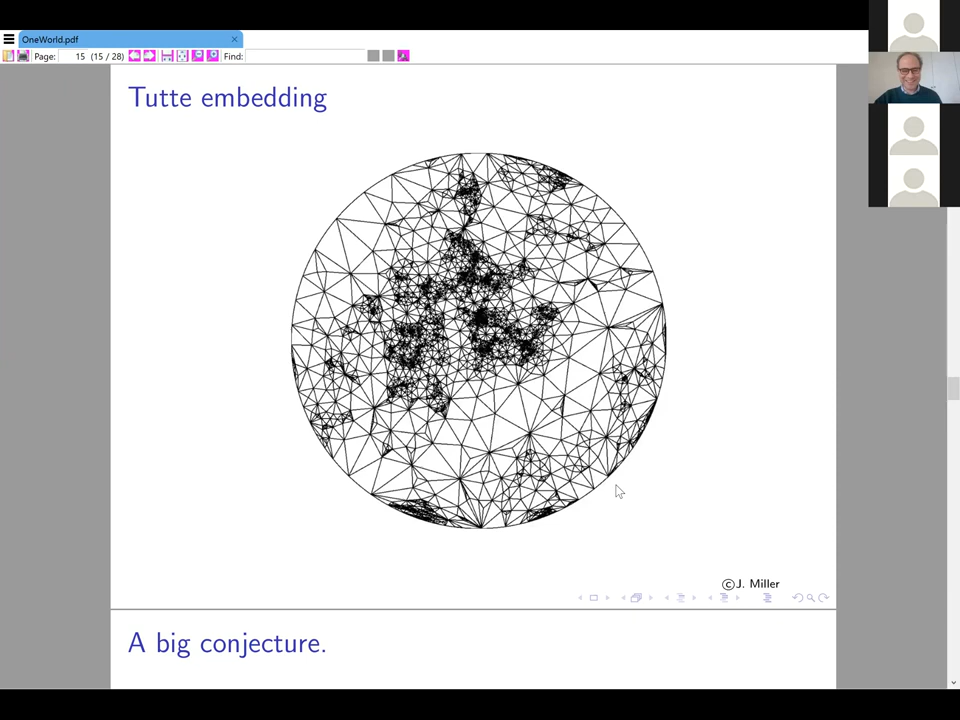 OneWorld.pdf
Page: 15 (15 / 28) Find:
Tutte embedding
©J. Miller
A big conjecture.